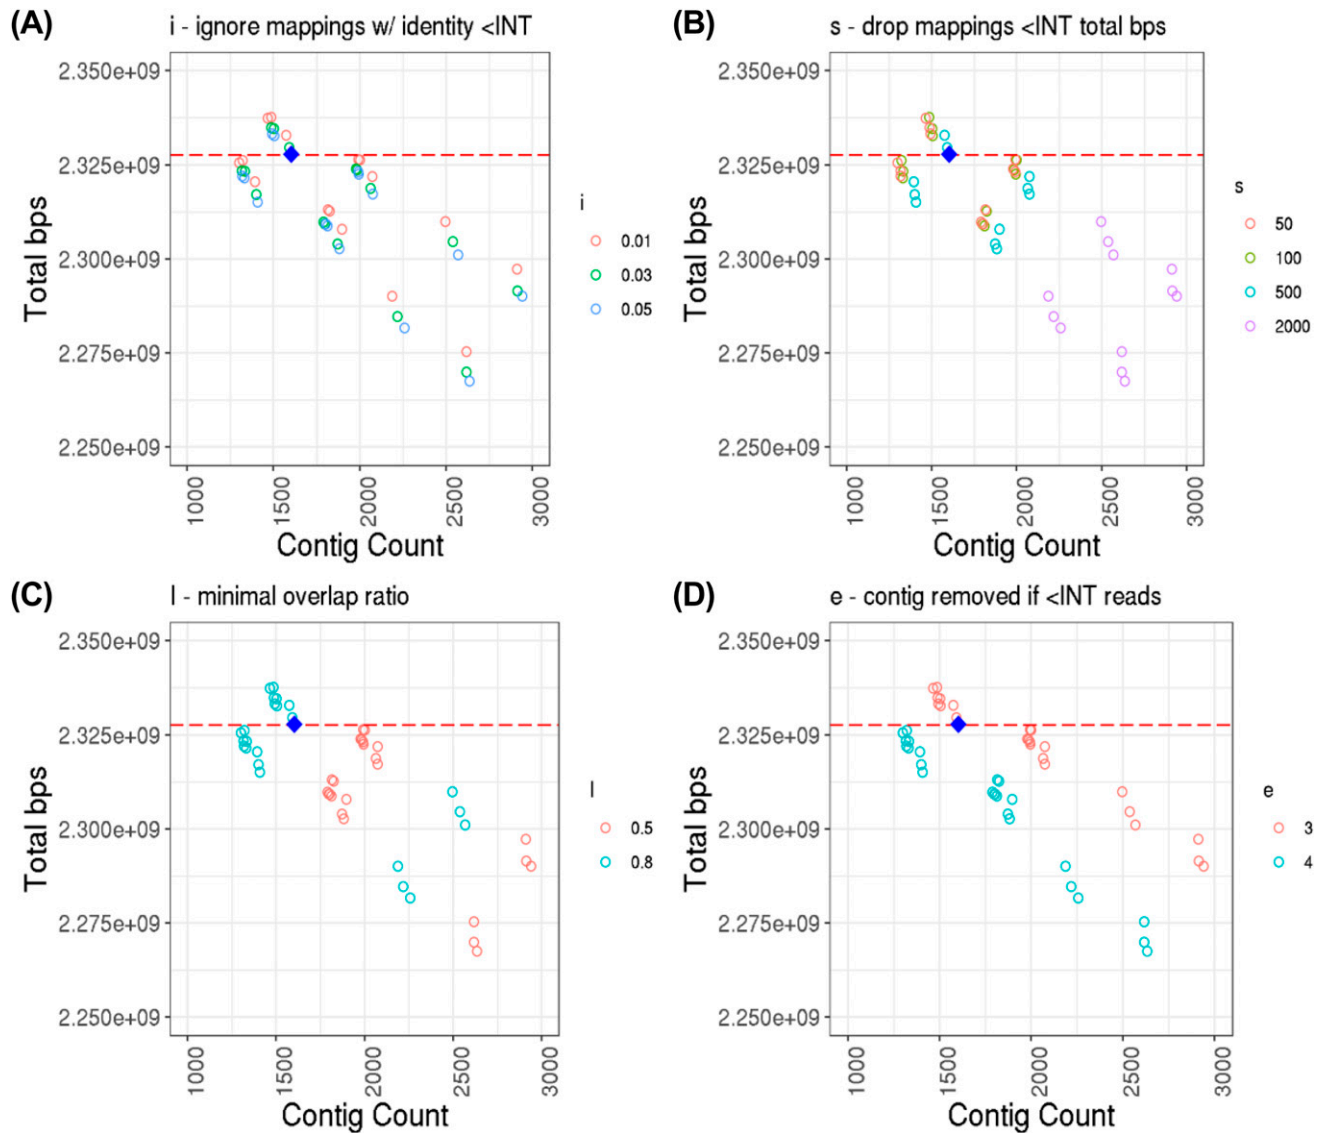 (A)
i - ignore mappings w/ identity <INT
2.350e+09
2.325e+09
2.300e+09
2.275e+09
2.250e+09
Total bps
1000
1500
2000
2500
3000
Contig Count
i
0.01
0.03
0.05
(B)
s - drop mappings <INT total bps
2.350e+09
2.325e+09
2.300e+09
2.275e+09
2.250e+09
Total bps
1000
1500
2000
2500
3000
Contig Count
s
50
100
500
2000
(C)
l - minimal overlap ratio
2.350e+09
2.325e+09
2.300e+09
2.275e+09
2.250e+09
Total bps
1000
1500
2000
2500
3000
Contig Count
l
0.5
0.8
(D)
e - contig removed if <INT reads
2.350e+09
2.325e+09
2.300e+09
2.275e+09
2.250e+09
Total bps
1000
1500
2000
2500
3000
Contig Count
e
3
4